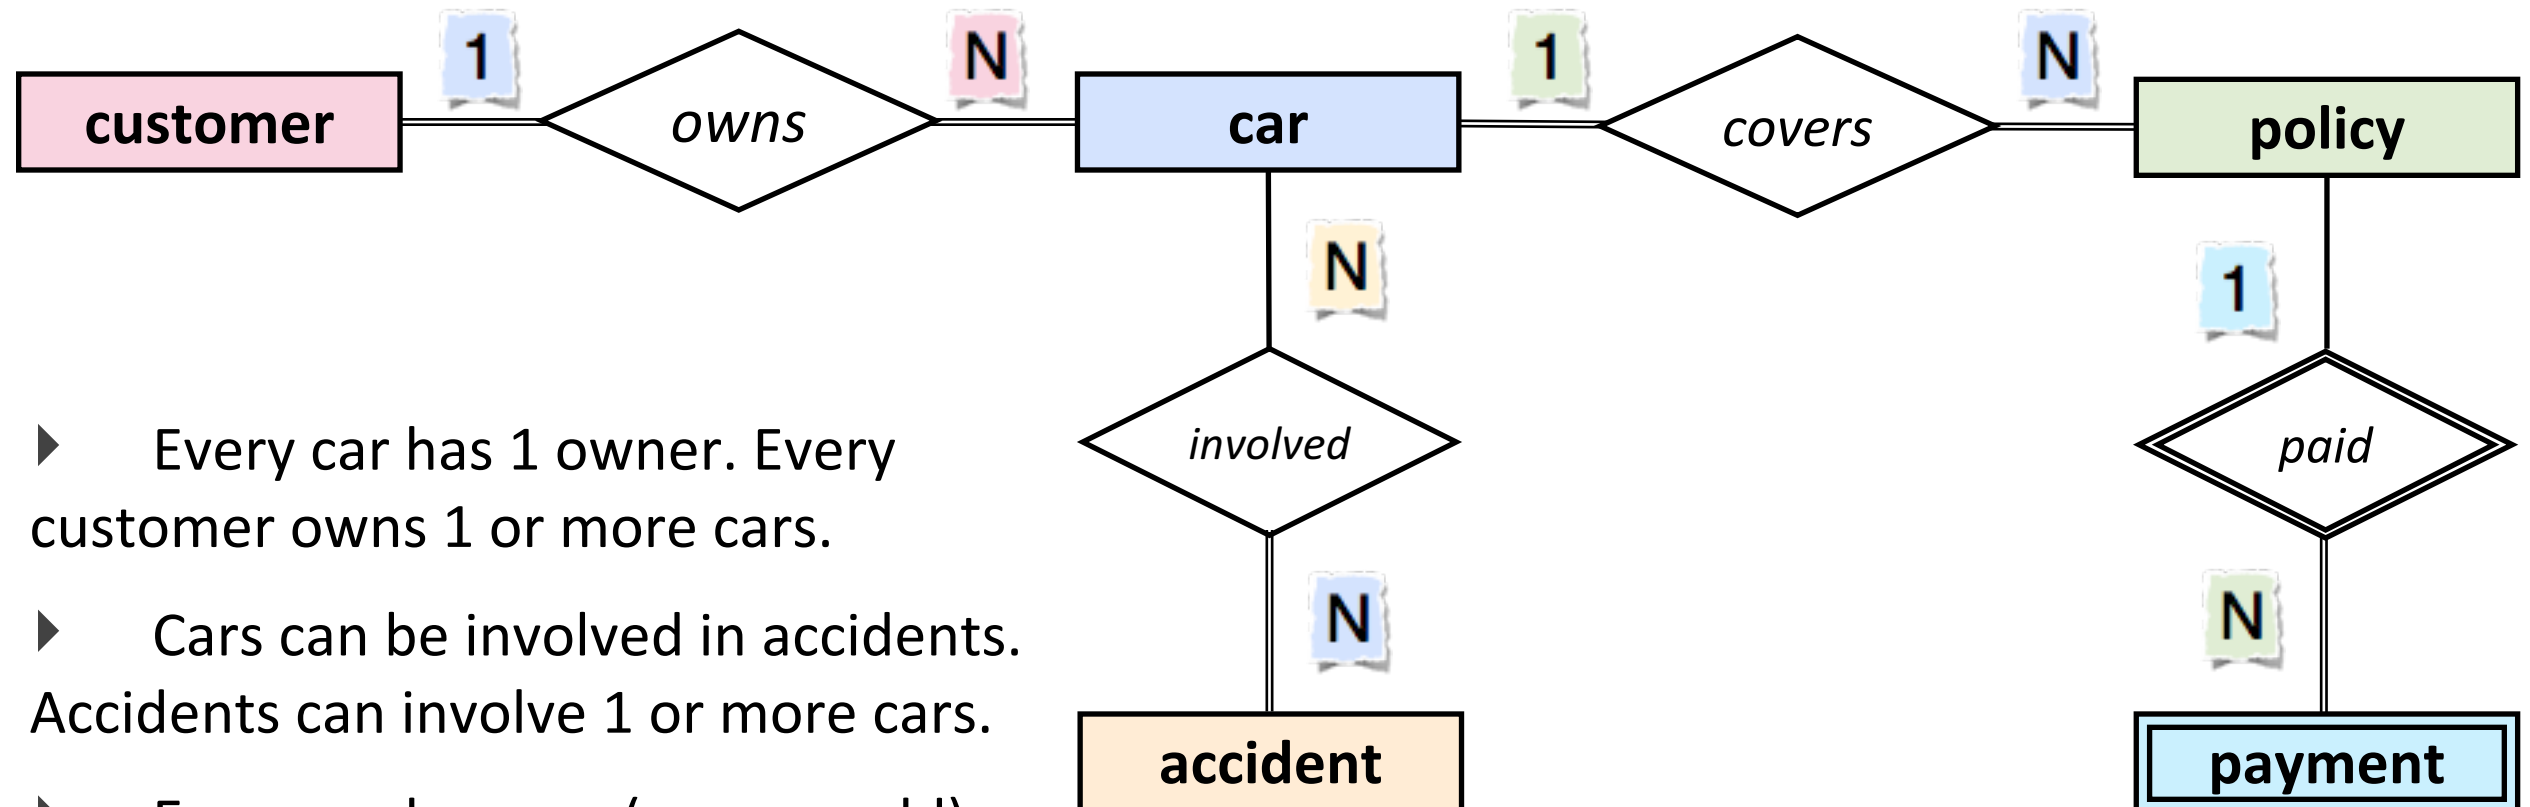 1
N
1
N
customer
owns
car
covers
policy
N
1
Every car has 1 owner. Every
customer owns 1 or more cars.
involved
paid
Cars can be involved in accidents.
Accidents can involve 1 or more cars.
N
N
accident
payment